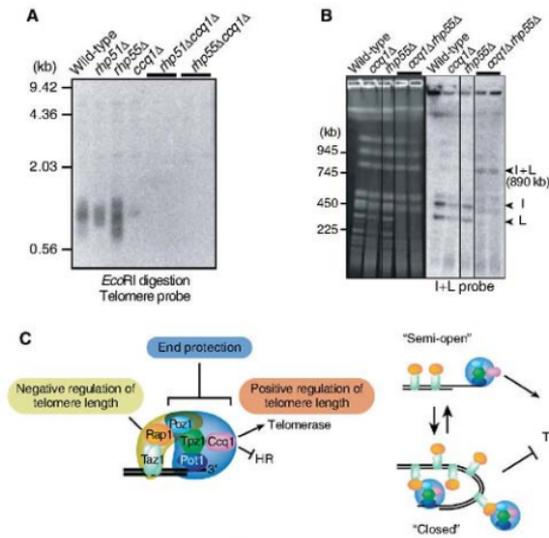 A
Wild-type
rhp51Δ
rhp55Δ
ccq1Δ
rhp51Δccq1Δ
rhp55Δccq1Δ
(kb)
9.42
4.36
2.03
0.56
EcoRI digestion
Telomere probe
B
Wild-type
ccq1Δ
rhp55Δ
ccq1Δrhp55Δ
Wild-type
ccq1Δ
rhp55Δ
ccq1Δrhp55Δ
(kb)
945
745
450
225
I+L
(890 kb)
I
L
I+L probe
C
End protection
Negative regulation of
telomere length
Positive regulation of
telomere length
Poz1
Rap1
Tpz1
Ccq1
Taz1
Pot1
3'
Telomerase
HR
"Semi-open"
T
"Closed"